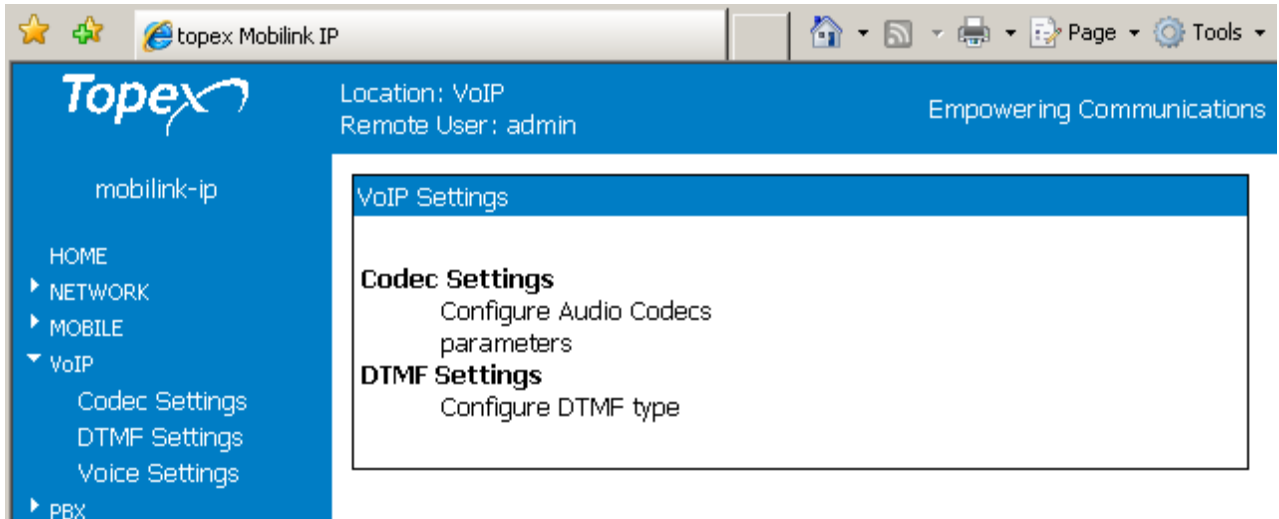 topex Mobilink IP
Page
Tools
Topex
Location: VoIP
Remote User: admin
Empowering Communications
mobilink-ip
HOME
NETWORK
MOBILE
VoIP
Codec Settings
DTMF Settings
Voice Settings
PBX
VoIP Settings
Codec Settings
Configure Audio Codecs
parameters
DTMF Settings
Configure DTMF type